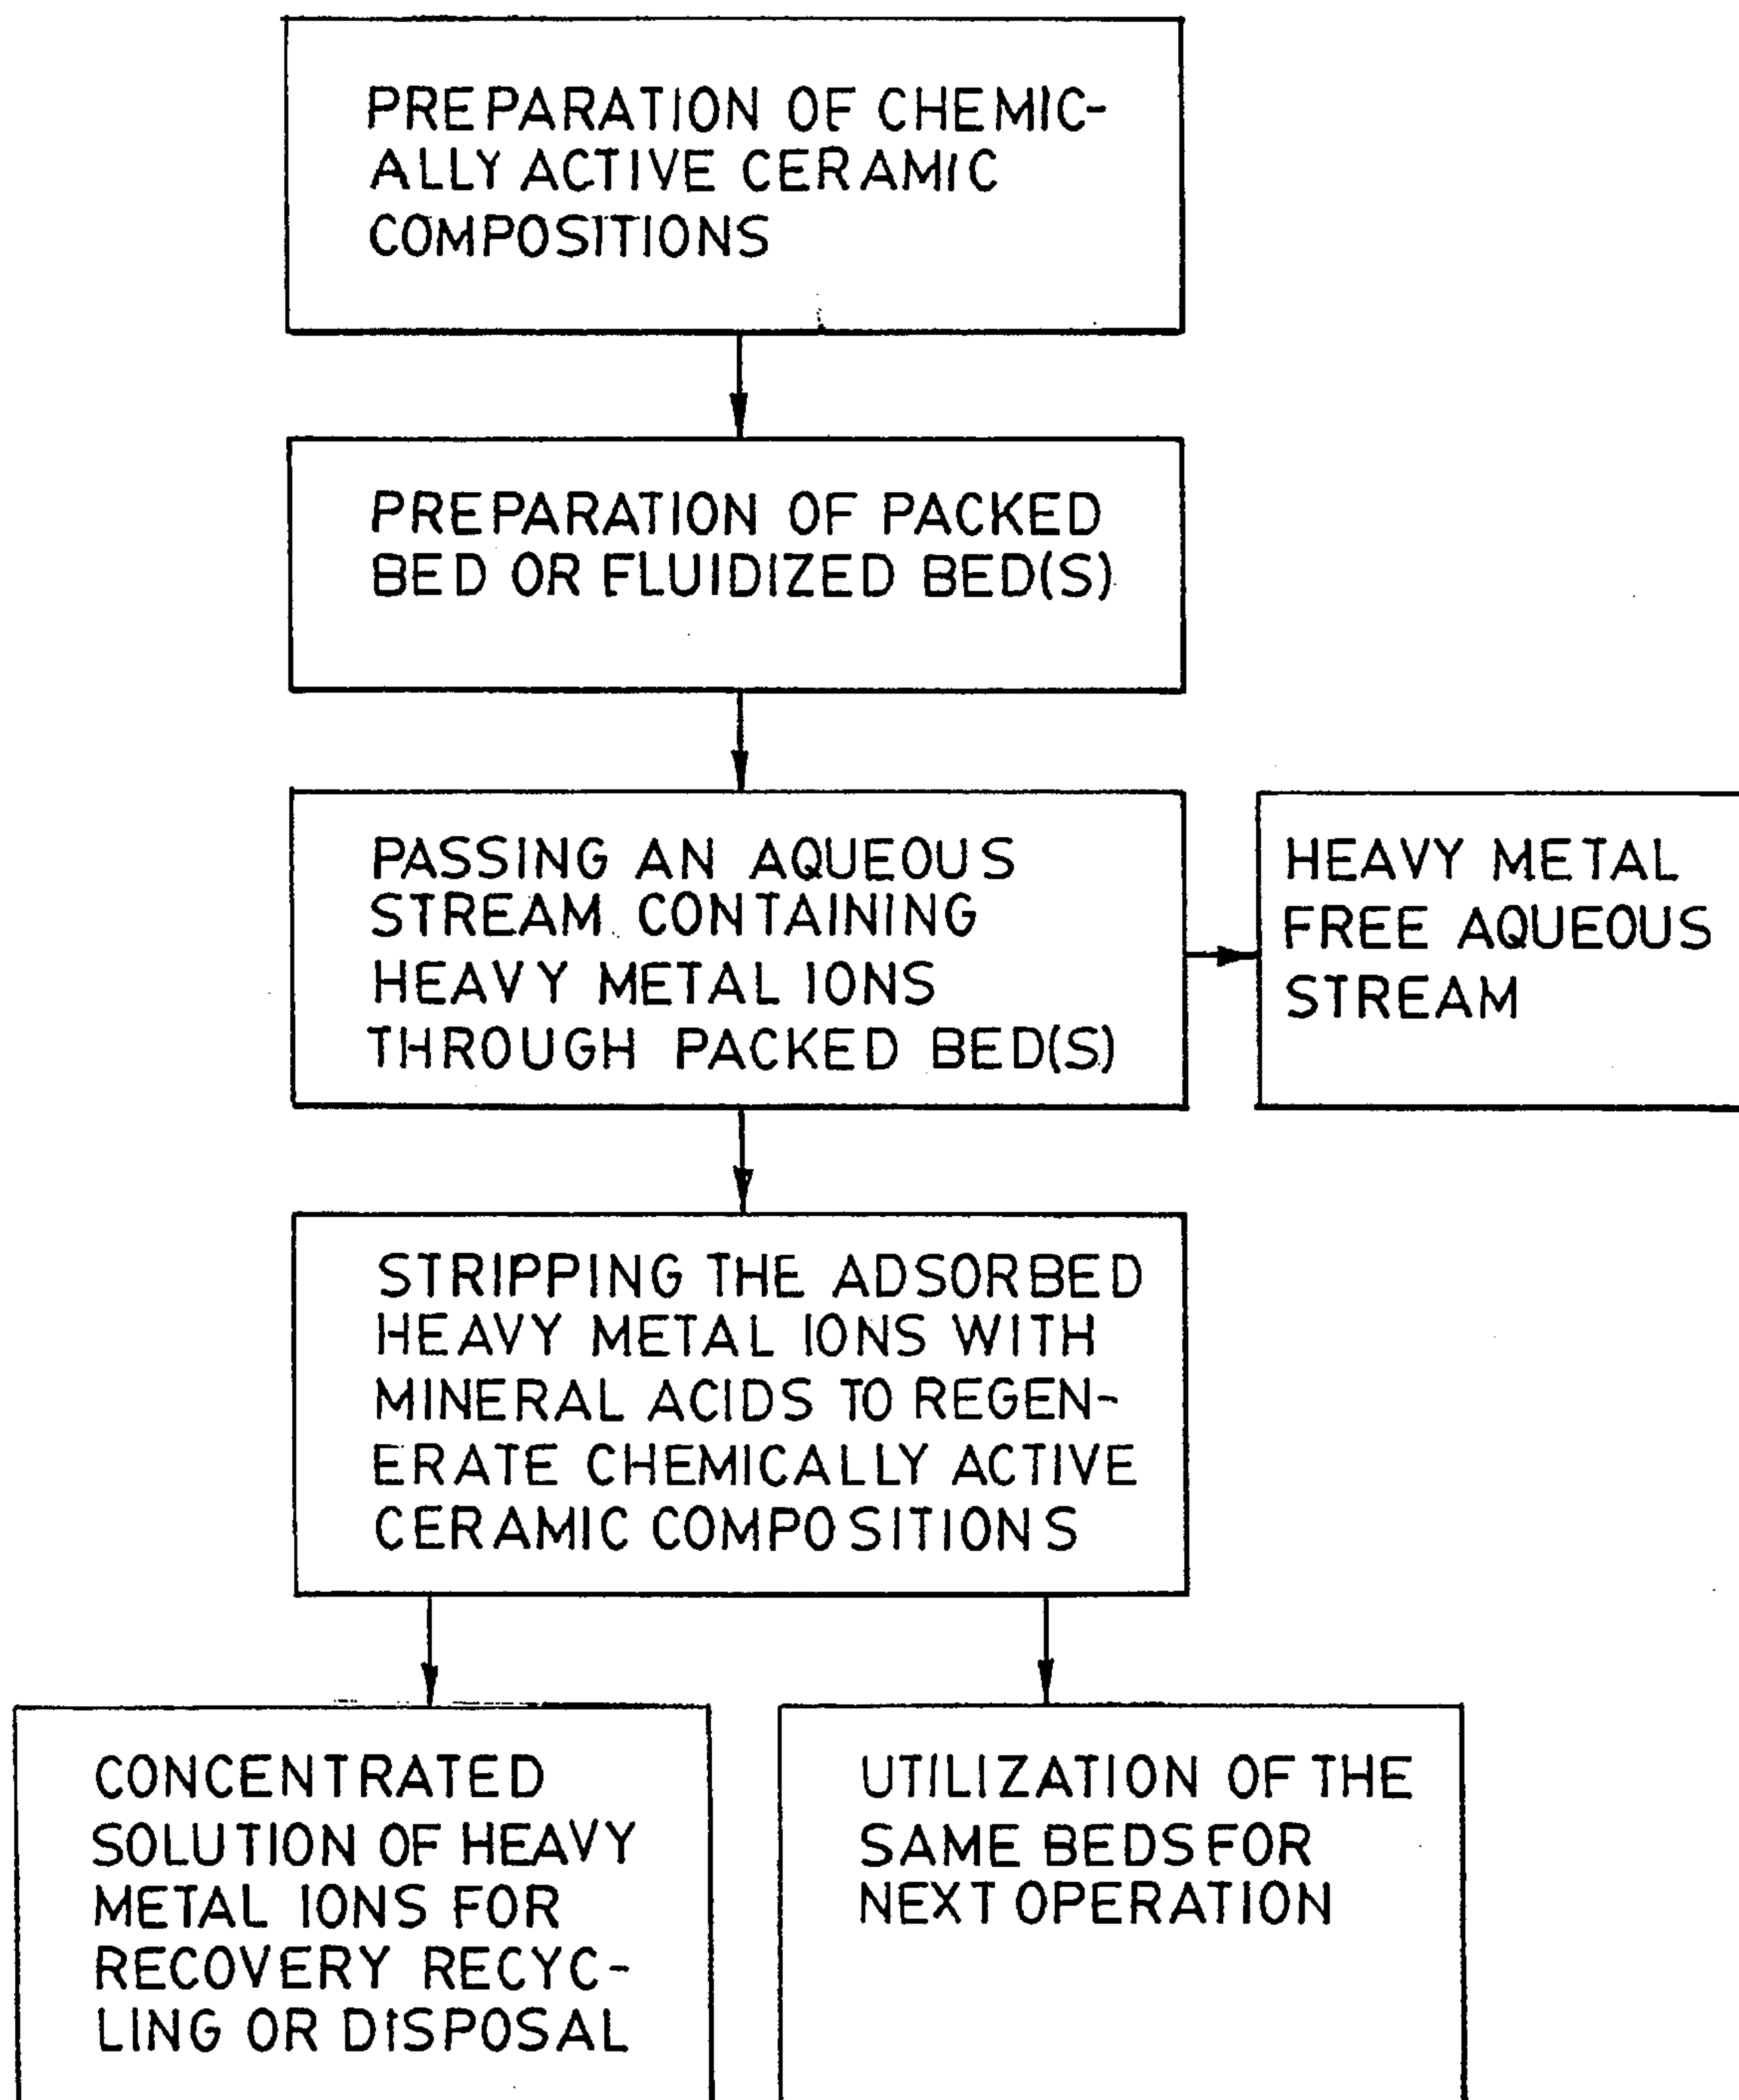 PREPARATION OF CHEMIC-
ALLY ACTIVE CERAMIC
COMPOSITIONS
PREPARATION OF PACKED
BED OR FLUIDIZED BED(S)
PASSING AN AQUEOUS
STREAM CONTAINING
HEAVY METAL IONS
THROUGH PACKED BED(S)
HEAVY METAL
FREE AQUEOUS
STREAM
STRIPPING THE ADSORBED
HEAVY METAL IONS WITH
MINERAL ACIDS TO REGEN-
ERATE CHEMICALLY ACTIVE
CERAMIC COMPOSITIONS
CONCENTRATED
SOLUTION OF HEAVY
METAL IONS FOR
RECOVERY RECYC-
LING OR DISPOSAL
UTILIZATION OF THE
SAME BEDS FOR
NEXT OPERATION